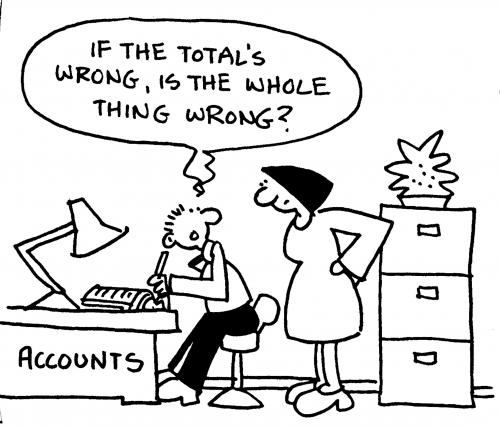 IF THE TOTAL'S
WRONG, IS THE WHOLE
THING WRONG?
ACCOUNTS